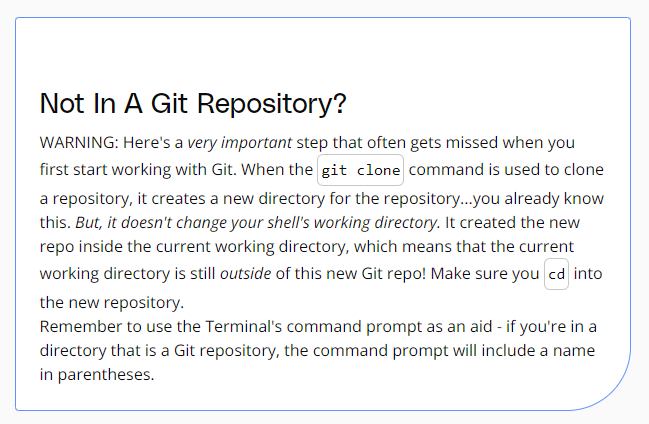 Not In A Git Repository?
WARNING: Here's a very important step that often gets missed when you
first start working with Git. When the git clone command is used to clone
a repository, it creates a new directory for the repository...you already know
this. But, it doesn't change your shell's working directory. It created the new
repo inside the current working directory, which means that the current
working directory is still outside of this new Git repo! Make sure you cd into
the new repository.
Remember to use the Terminal's command prompt as an aid - if you're in a
directory that is a Git repository, the command prompt will include a name
in parentheses.